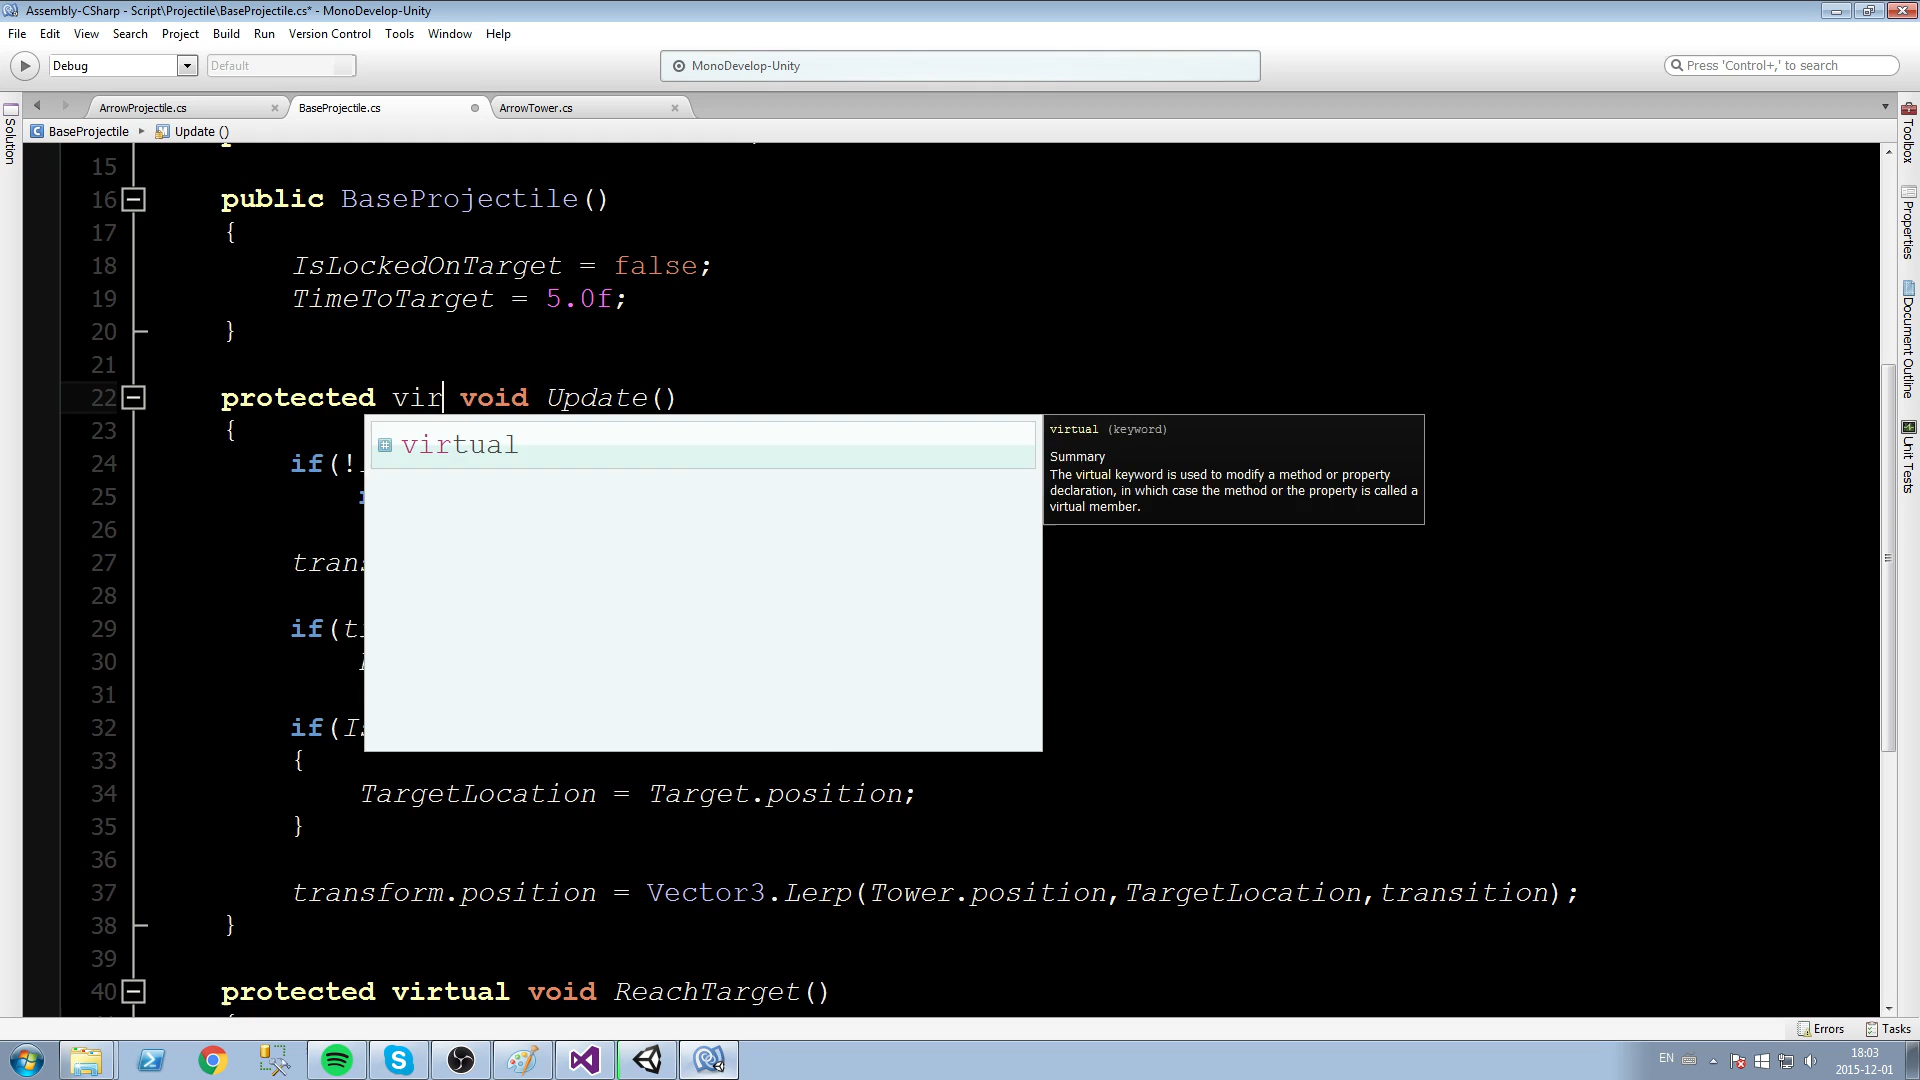 Assembly-CSharp - Script\Projectile\BaseProjectile.cs* - MonoDevelop-Unity
File Edit View Search Project Build Run Version Control Tools Window Help
Debug Default MonoDevelop-Unity Press 'Control+,' to search
ArrowProjectile.cs BaseProjectile.cs ArrowTower.cs
BaseProjectile Update ()
Solution
Toolbox
Properties
Document Outline
Unit Tests
15
16 public BaseProjectile()
17 {
18 IsLockedOnTarget = false;
19 TimeToTarget = 5.0f;
20 }
21
22 protected vir void Update()
23 {
24 if(!
25
26
27 trans
28
29 if(t
30
31
32 if(Is
33 {
34 TargetLocation = Target.position;
35 }
36
37 transform.position = Vector3.Lerp(Tower.position,TargetLocation,transition);
38 }
39
40 protected virtual void ReachTarget()
virtual
virtual (keyword)
Summary
The virtual keyword is used to modify a method or property
declaration, in which case the method or the property is called a
virtual member.
Errors Tasks
EN 18:03
2015-12-01